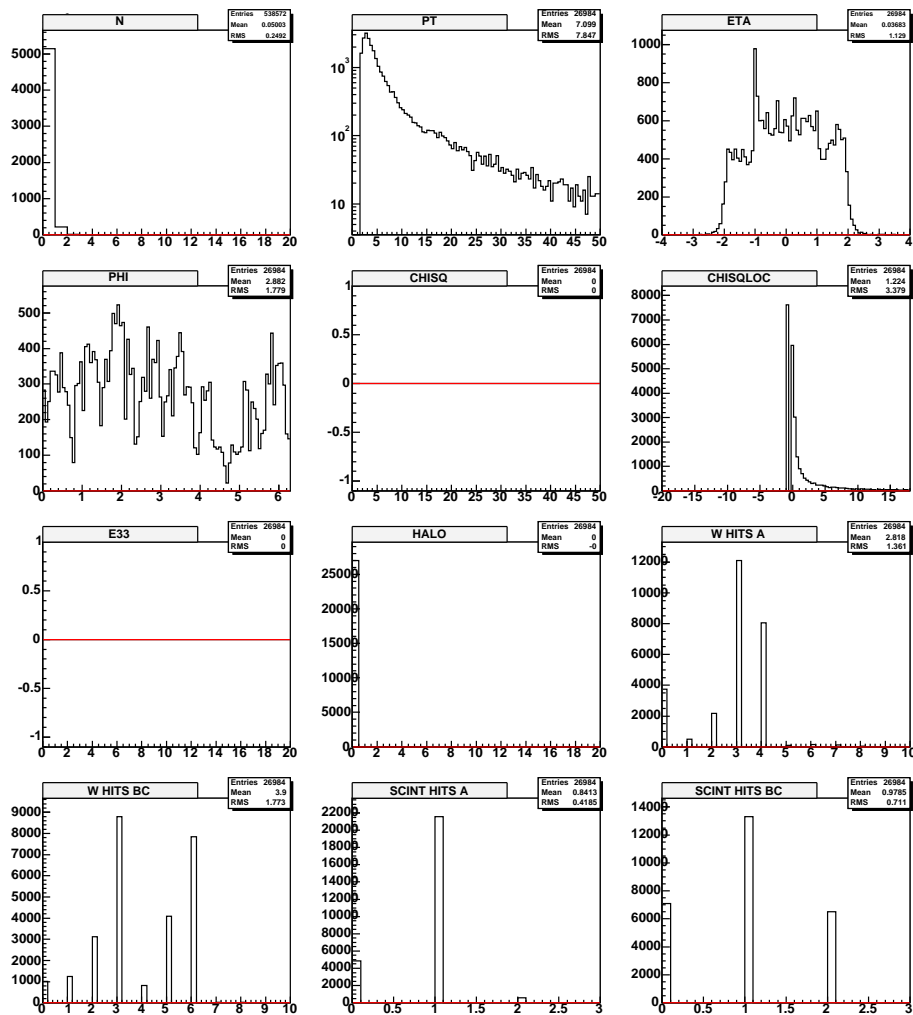 N
Entries 538572
Mean 0.05003
RMS 0.2492
5000
4000
3000
2000
1000
0
0 2 4 6 8 10 12 14 16 18 20
PT
Entries 26984
Mean 7.099
RMS 7.847
10^3
10^2
10
0 5 10 15 20 25 30 35 40 45 50
ETA
Entries 26984
Mean 0.03683
RMS 1.129
1000
800
600
400
200
0
-4 -3 -2 -1 0 1 2 3 4
PHI
Entries 26984
Mean 2.882
RMS 1.779
500
400
300
200
100
0
0 1 2 3 4 5 6
CHISQ
Entries 26984
Mean 0
RMS 0
1
0.5
0
-0.5
-1
0 5 10 15 20 25 30 35 40 45 50
CHISQLOC
Entries 26984
Mean 1.224
RMS 3.379
8000
7000
6000
5000
4000
3000
2000
1000
0
-20 -15 -10 -5 0 5 10 15
E33
Entries 26984
Mean 0
RMS 0
1
0.5
0
-0.5
-1
0 2 4 6 8 10 12 14 16 18 20
HALO
Entries 26984
Mean 0
RMS -0
25000
20000
15000
10000
5000
0
0 2 4 6 8 10 12 14 16 18 20
W HITS A
Entries 26984
Mean 2.818
RMS 1.361
12000
10000
8000
6000
4000
2000
0
0 1 2 3 4 5 6 7 8 9 10
W HITS BC
Entries 26984
Mean 3.9
RMS 1.773
9000
8000
7000
6000
5000
4000
3000
2000
1000
0
0 1 2 3 4 5 6 7 8 9 10
SCINT HITS A
Entries 26984
Mean 0.8413
RMS 0.4185
22000
20000
18000
16000
14000
12000
10000
8000
6000
4000
2000
0
0 0.5 1 1.5 2 2.5 3
SCINT HITS BC
Entries 26984
Mean 0.9785
RMS 0.711
14000
12000
10000
8000
6000
4000
2000
0
0 0.5 1 1.5 2 2.5 3